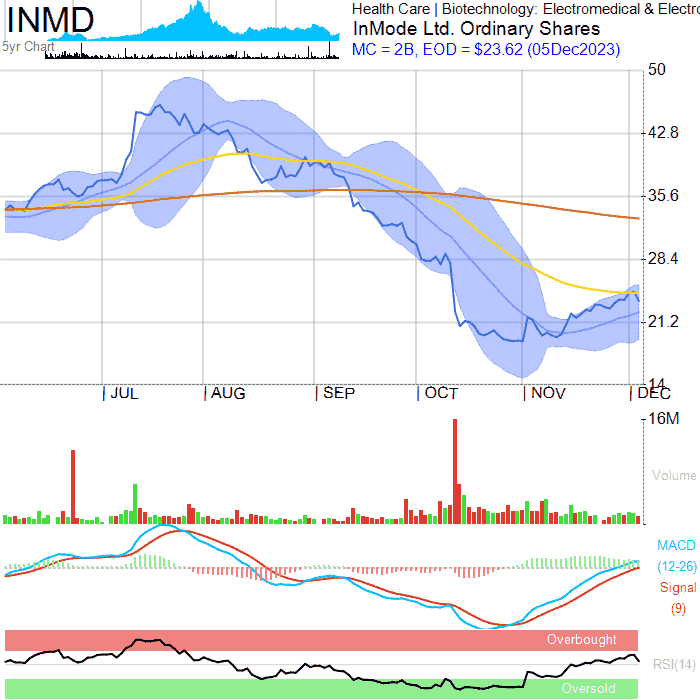 INMD
5yr Chart
Health Care | Biotechnology: Electromedical & Electro
InMode Ltd. Ordinary Shares
MC = 2B, EOD = $23.62 (05Dec2023)
50
42.8
35.6
28.4
21.2
14
JUL AUG SEP OCT NOV DEC
16M
Volume
MACD
(12-26)
Signal
(9)
Overbought
RSI(14)
Oversold